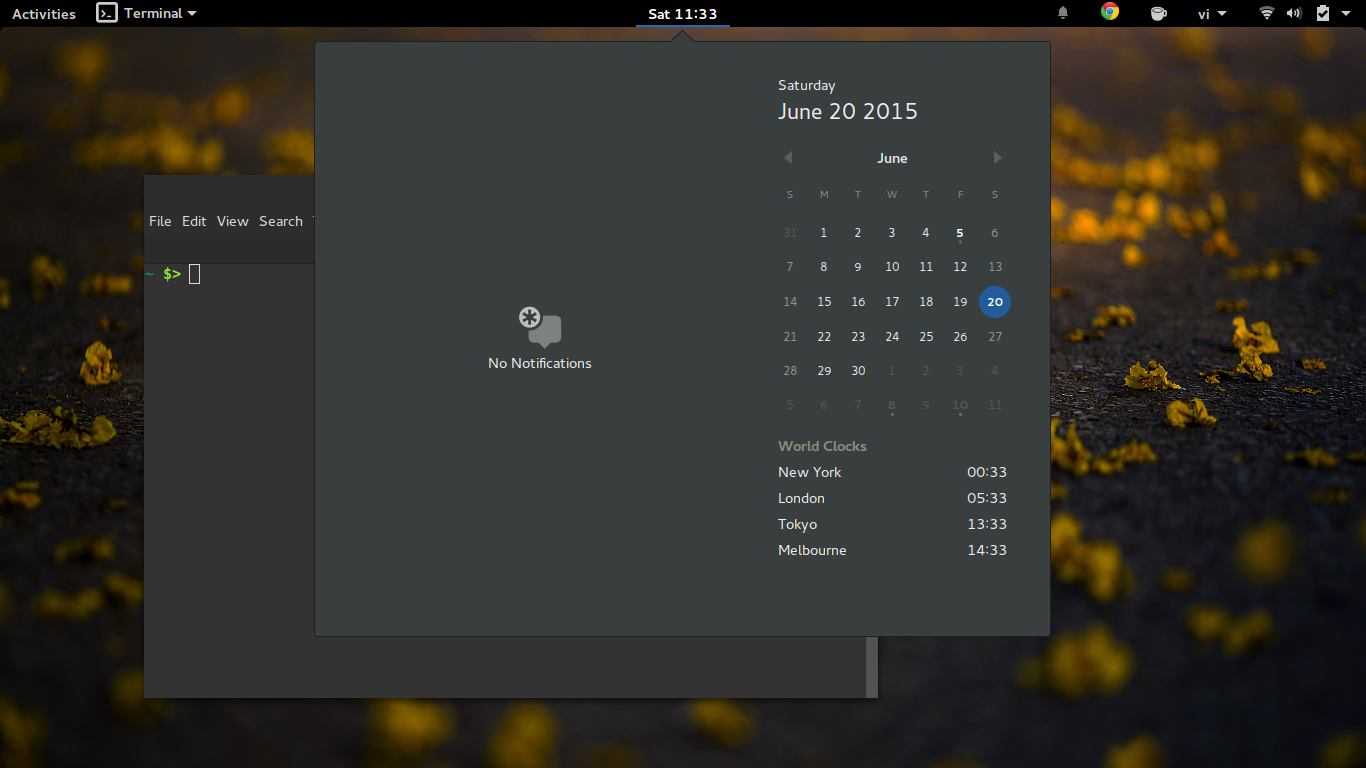 Activities Terminal Sat 11:33 vi
Saturday
June 20 2015
June
S M T W T F S
31 1 2 3 4 5 6
7 8 9 10 11 12 13
14 15 16 17 18 19 20
21 22 23 24 25 26 27
28 29 30 1 2 3 4
5 6 7 8 9 10 11
World Clocks
New York 00:33
London 05:33
Tokyo 13:33
Melbourne 14:33
No Notifications
File Edit View Search
~ $>